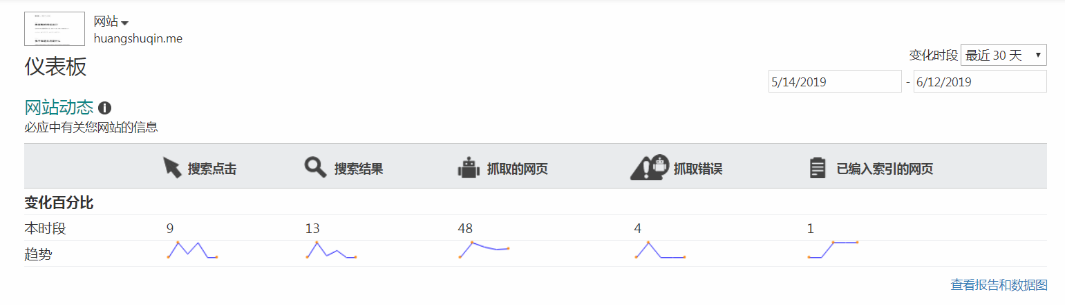 网站
huangshuqin.me
仪表板
变化时段 最近 30 天
5/14/2019 - 6/12/2019
网站动态
必应中有关您网站的信息
搜索点击 搜索结果 抓取的网页 抓取错误 已编入索引的网页
变化百分比
本时段 9 13 48 4 1
趋势
查看报告和数据图